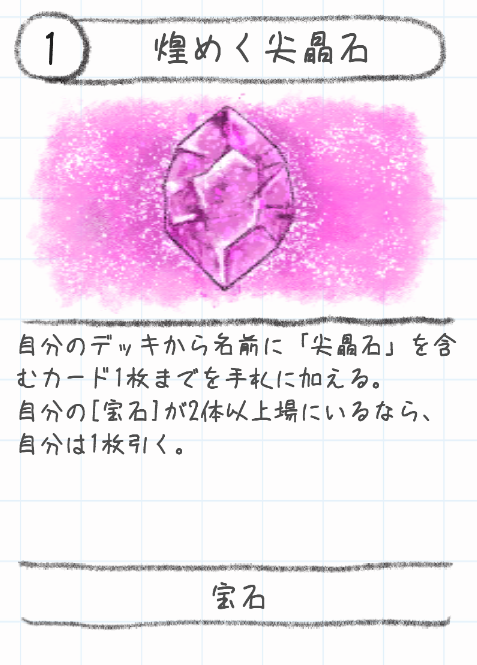 1
煌めく尖晶石
自分のデッキから名前に「尖晶石」を含
むカード1枚までを手札に加える。
自分の[宝石]が2体以上場にいるなら、
自分は1枚引く。
宝石